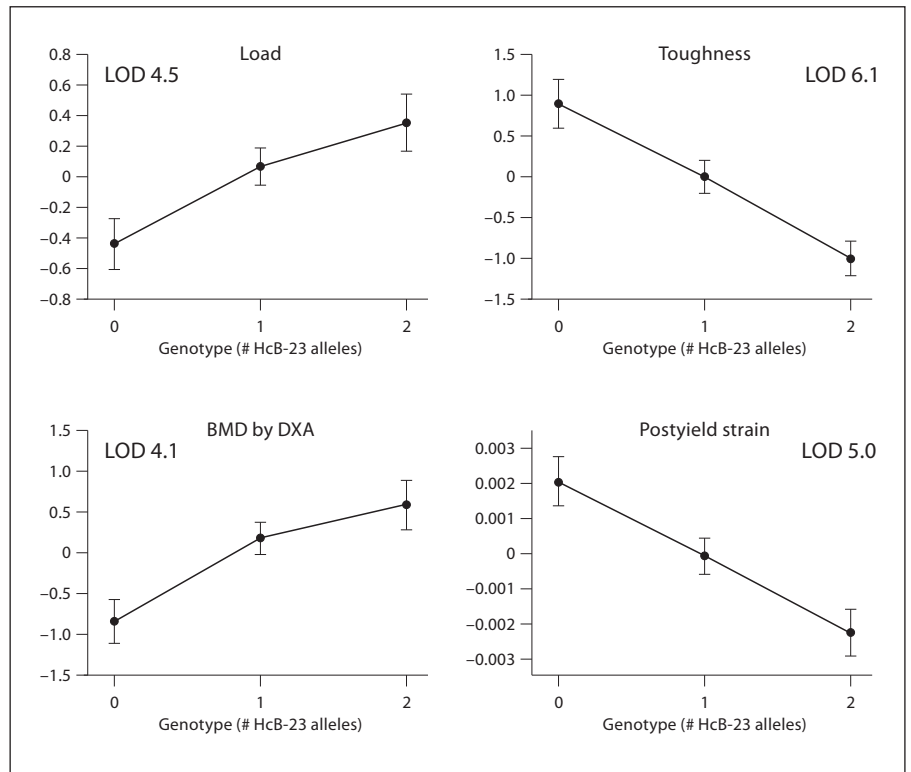 Load
LOD 4.5
0.8
0.6
0.4
0.2
0
−0.2
−0.4
−0.6
−0.8
0 1 2
Genotype (# HcB-23 alleles)
Toughness
LOD 6.1
1.5
1.0
0.5
0
−0.5
−1.0
−1.5
0 1 2
Genotype (# HcB-23 alleles)
BMD by DXA
LOD 4.1
1.5
1.0
0.5
0
−0.5
−1.0
−1.5
0 1 2
Genotype (# HcB-23 alleles)
Postyield strain
LOD 5.0
0.003
0.002
0.001
0
−0.001
−0.002
−0.003
0 1 2
Genotype (# HcB-23 alleles)